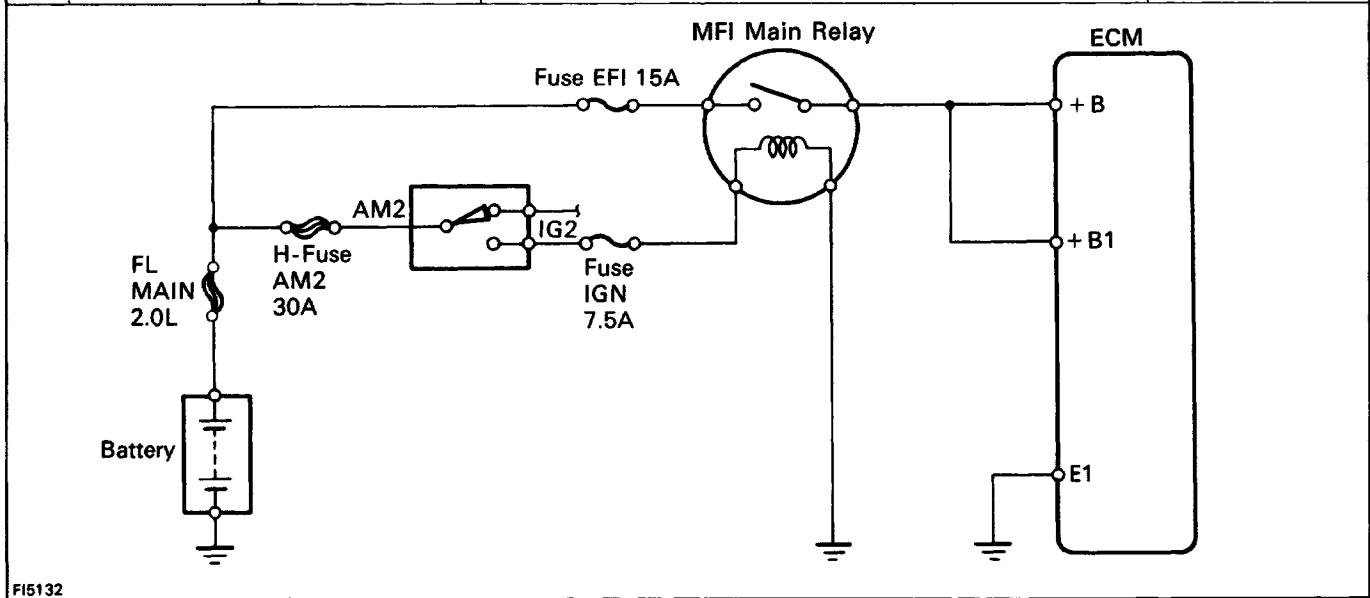 MFI Main Relay
ECM
Fuse EFI 15A
+ B
AM2
IG2
+ B1
H-Fuse
AM2
30A
Fuse
IGN
7.5A
FL
MAIN
2.0L
Battery
E1
FI5132